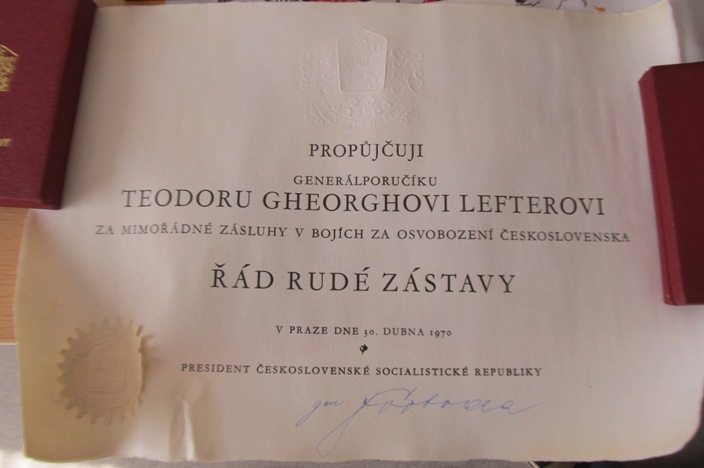 PROPŮJČUJI
GENERÁLPORUČÍKU
TEODORU GHEORGHOVI LEFTEROVI
ZA MIMOŘÁDNÉ ZÁSLUHY V BOJÍCH ZA OSVOBOZENÍ ČESKOSLOVENSKA
ŘÁD RUDÉ ZÁSTAVY
V PRAZE DNE 30. DUBNA 1970
PRESIDENT ČESKOSLOVENSKÉ SOCIALISTICKÉ REPUBLIKY